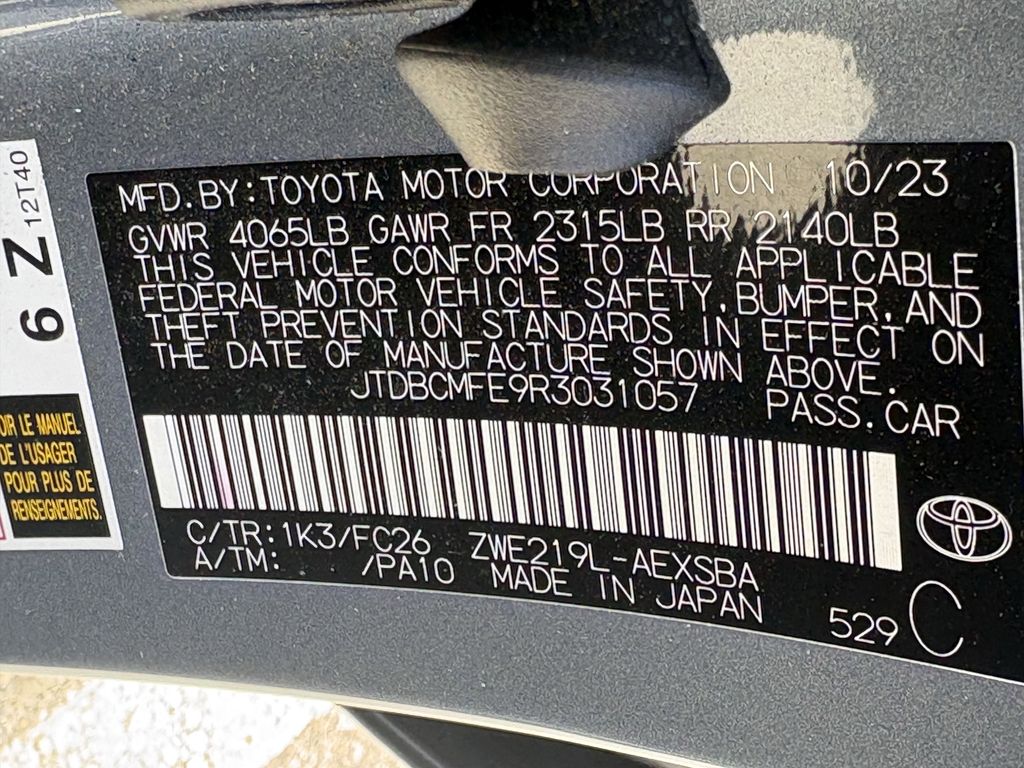 MFD.BY:TOYOTA MOTOR CORPORATION 10/23
GVWR 4065LB GAWR FR 2315LB RR 2140LB
THIS VEHICLE CONFORMS TO ALL APPLICABLE
FEDERAL MOTOR VEHICLE SAFETY,BUMPER,AND
THEFT PREVENTION STANDARDS IN EFFECT ON
THE DATE OF MANUFACTURE SHOWN ABOVE.
JTDBCMFE9R3031057 PASS.CAR
C/TR:1K3/FC26 ZWE219L-AEXSBA
A/TM: /PA10 MADE IN JAPAN
529 C
6 Z 12T40
OIR LE MANUEL
DE L'USAGER
POUR PLUS DE
RENSEIGNEMENTS.